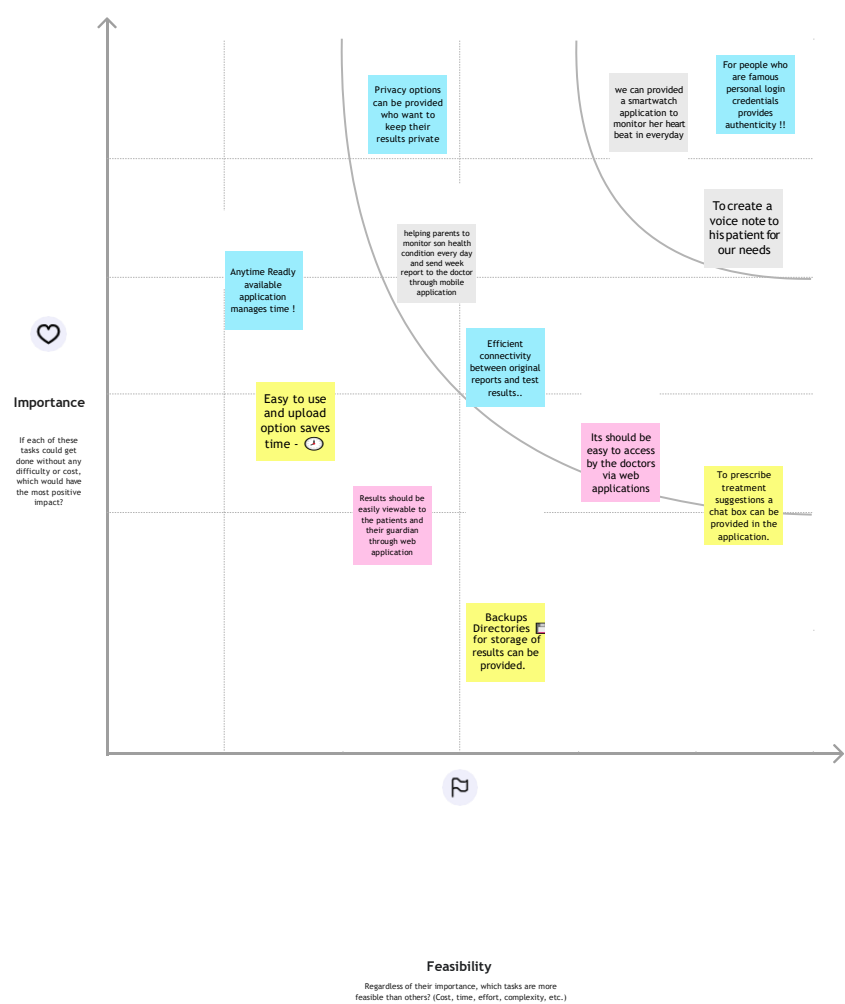 For people who
are famous
personal login
credentials
provides
authenticity !!
Privacy options
can be provided
who want to
keep their
results private
we can provided
a smartwatch
application to
monitor her heart
beat in everyday
To create a
voice note to
his patient for
our needs
helping parents to
monitor son health
condition every day
and send week
report to the doctor
through mobile
application
Anytime Readly
available
application
manages time !
Efficient
connectivity
between original
reports and test
results..
Easy to use
and upload
option saves
time -
Importance
If each of these
tasks could get
done without any
difficulty or cost,
which would have
the most positive
impact?
Its should be
easy to access
by the doctors
via web
applications
To prescribe
treatment
suggestions a
chat box can be
provided in the
application.
Results should be
easily viewable to
the patients and
their guardian
through web
application
Backups
Directories
for storage of
results can be
provided.
Feasibility
Regardless of their importance, which tasks are more
feasible than others? (Cost, time, effort, complexity, etc.)